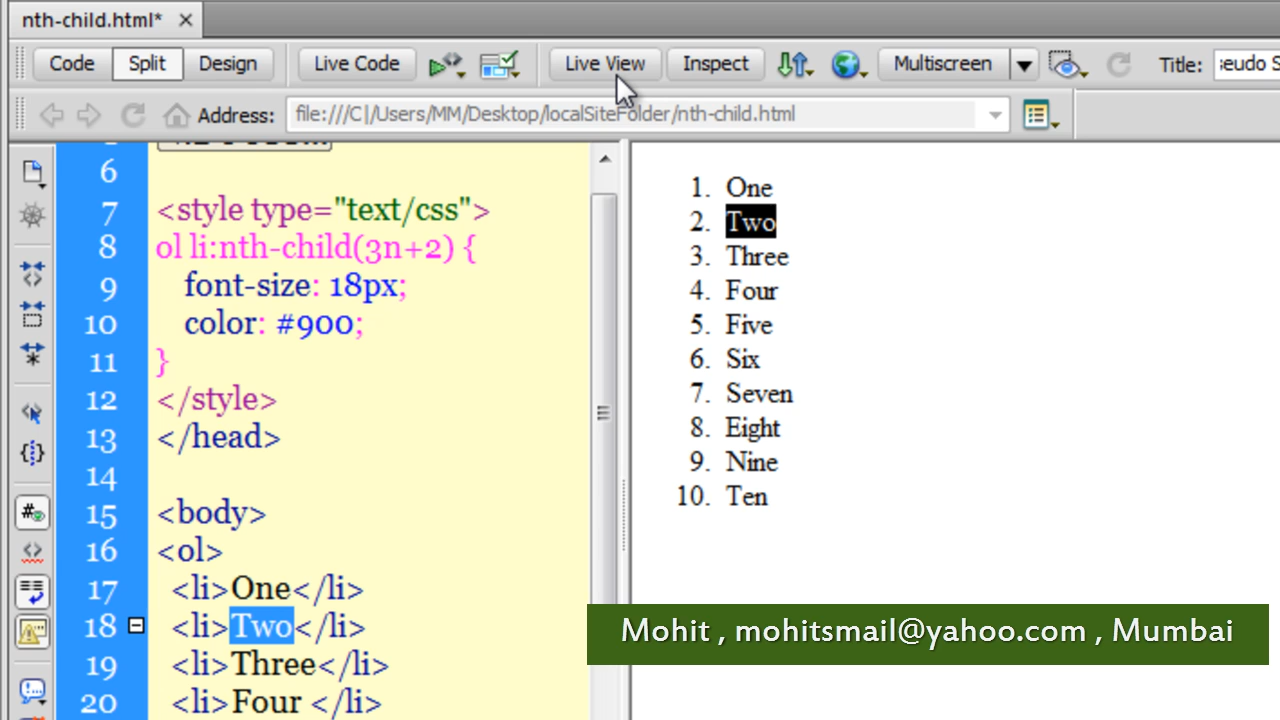 nth-child.html*
Code Split Design Live Code Live View Inspect Multiscreen Title: eudo S
Address: file:///C|/Users/MM/Desktop/localSiteFolder/nth-child.html
6
7 <style type="text/css">
8 ol li:nth-child(3n+2) {
9 font-size: 18px;
10 color: #900;
11 }
12 </style>
13 </head>
14
15 <body>
16 <ol>
17 <li>One</li>
18 <li>Two</li>
19 <li>Three</li>
20 <li>Four </li>
1. One
2. Two
3. Three
4. Four
5. Five
6. Six
7. Seven
8. Eight
9. Nine
10. Ten
Mohit , mohitsmail@yahoo.com , Mumbai